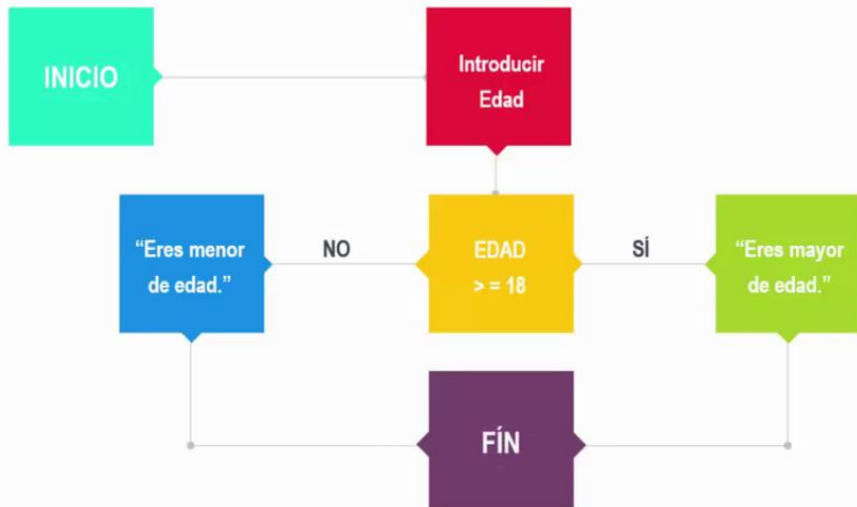 INICIO
Introducir
Edad
“Eres menor
de edad.”
NO
EDAD
> = 18
SÍ
“Eres mayor
de edad.”
FÍN